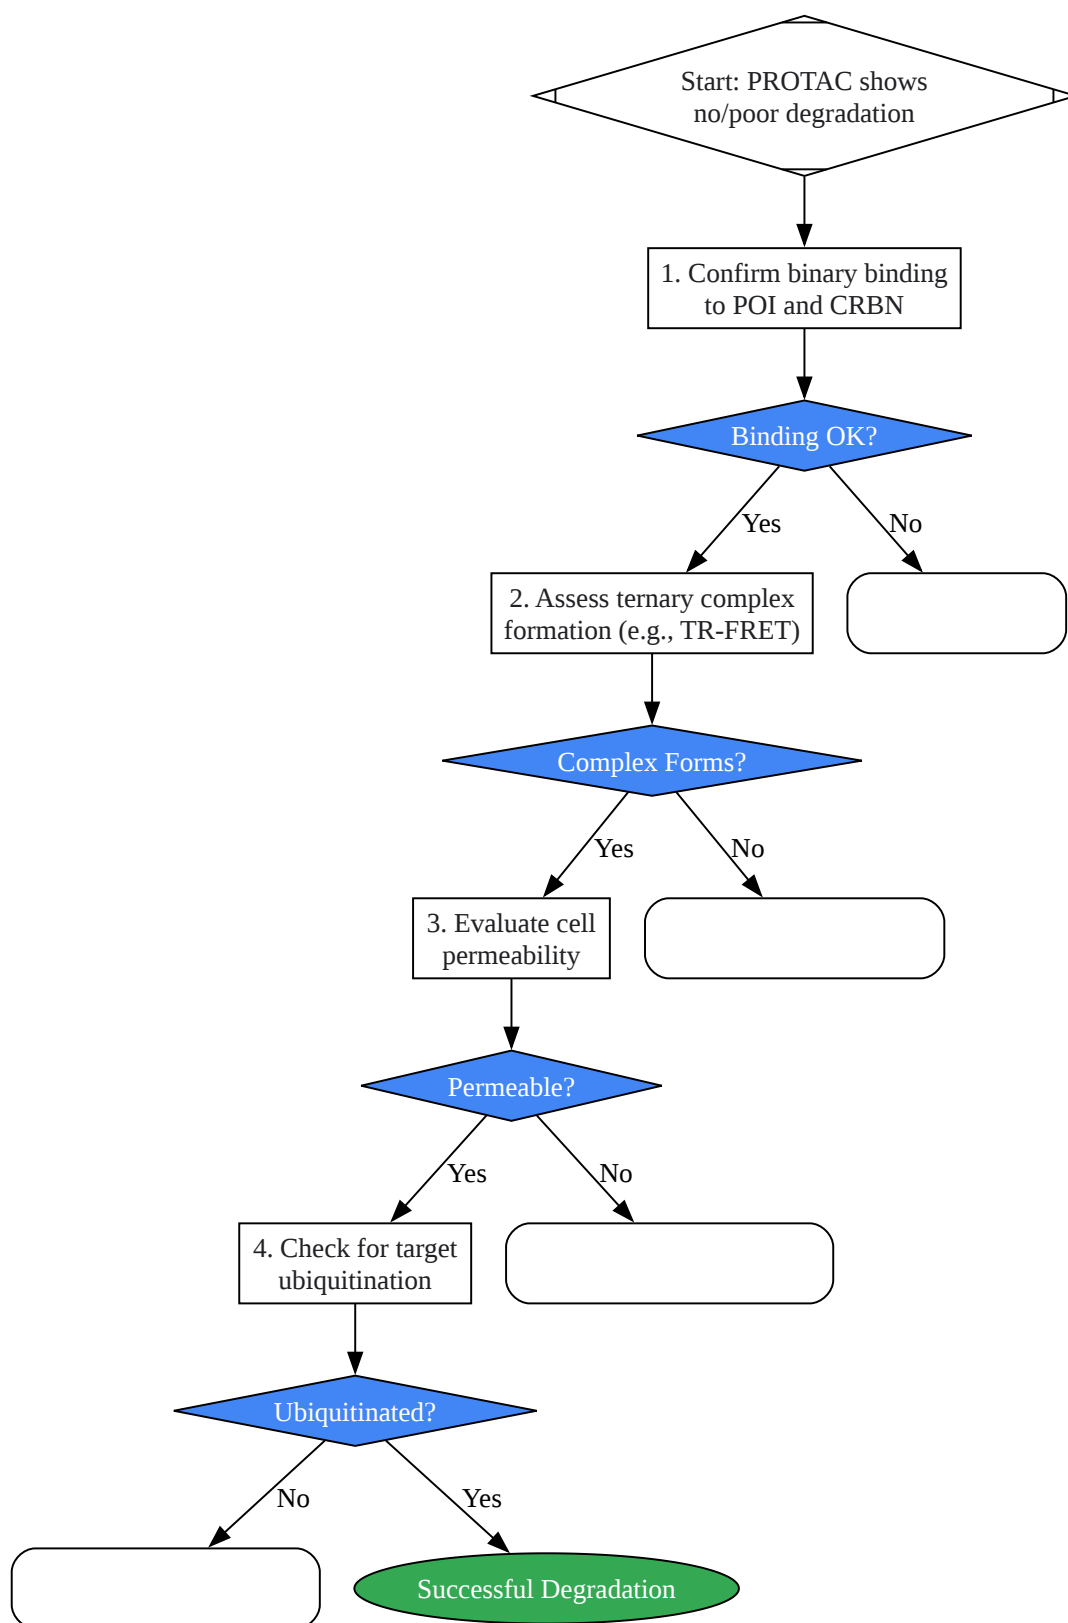 Start: PROTAC shows
no/poor degradation
1. Confirm binary binding
to POI and CRBN
Binding OK?
Yes
No
2. Assess ternary complex
formation (e.g., TR-FRET)
Complex Forms?
Yes
No
3. Evaluate cell
permeability
Permeable?
Yes
No
4. Check for target
ubiquitination
Ubiquitinated?
No
Yes
Successful Degradation